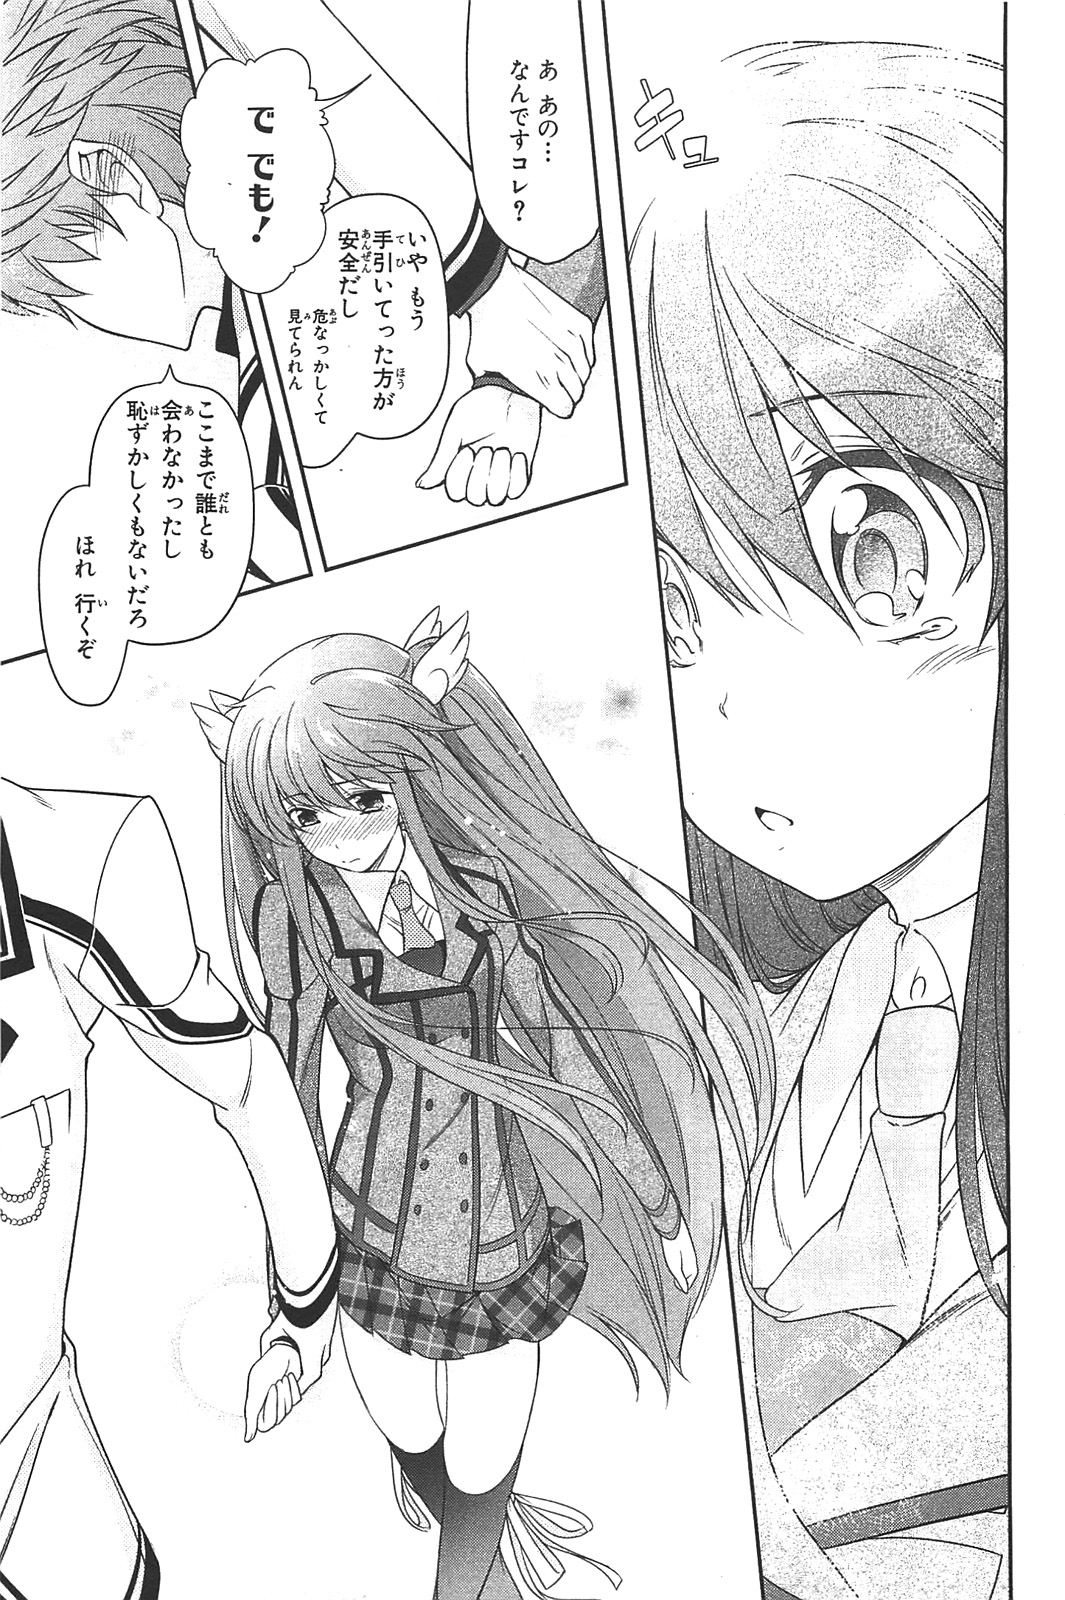 キュ
あ あの…
なんですコレ?
いや もう
手引いてった方が
安全だし
危なっかしくて
見てられん
で でも!
ここまで誰とも
会わなかったし
恥ずかしくもないだろ
ほれ 行くぞ